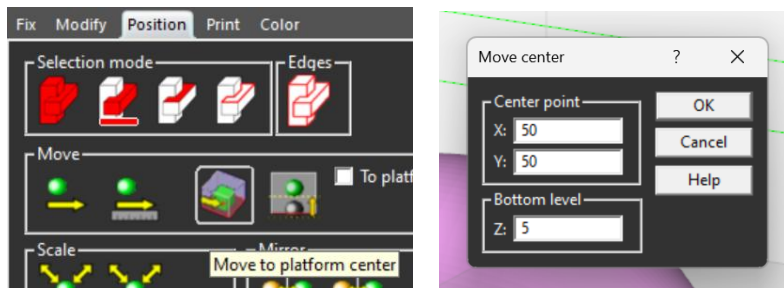 Fix Modify Position Print Color
Selection mode Edges
Move
To platf
Move to platform center
Scale Mirror
Move center ? X
Center point
X: 50
Y: 50
Bottom level
Z: 5
OK
Cancel
Help